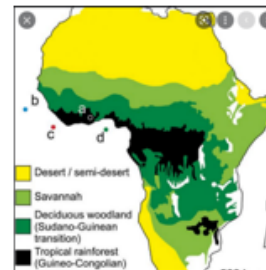 b
a
c
d
Desert / semi-desert
Savannah
Deciduous woodland
(Sudano-Guinean
transition)
Tropical rainforest
(Guineo-Congolian)